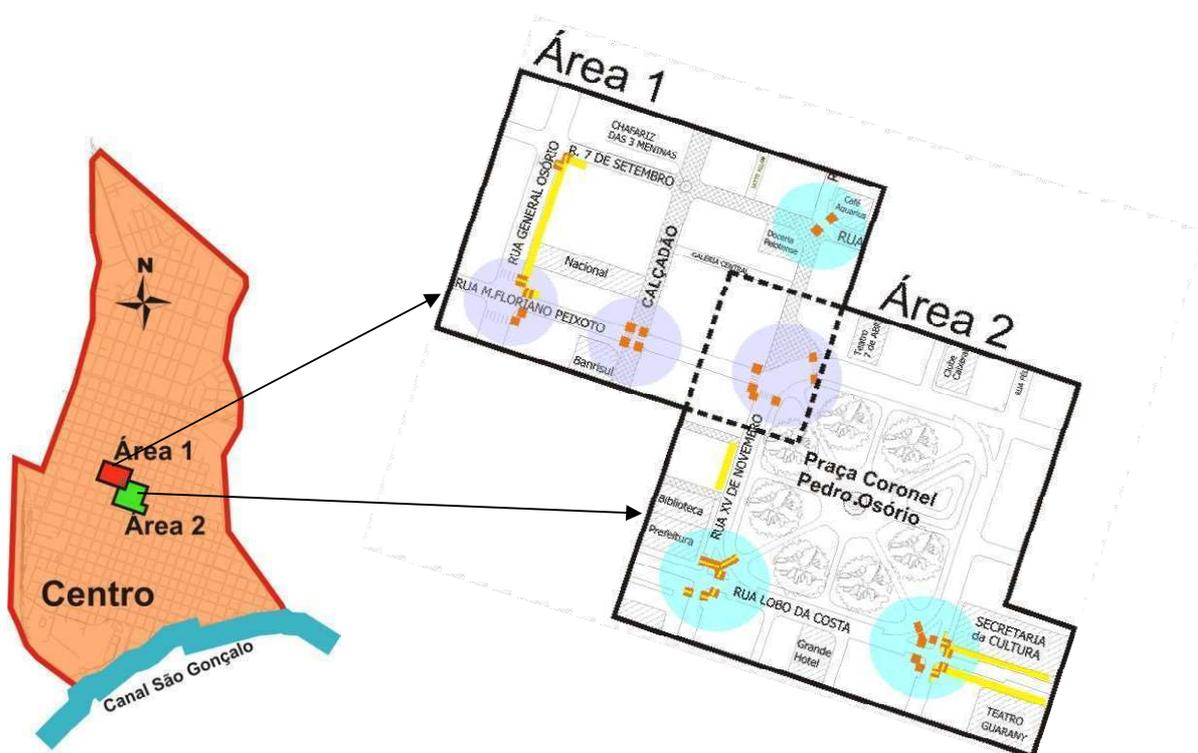 N
Área 1
Área 2
Centro
Canal São Gonçalo
Área 1
CHAFARIZ
DAS 3 MENINAS
R. 7 DE SETEMBRO
RUA GENERAL OSÓRIO
Café
Aquarius
RUA
Doceria
Pelotense
CALÇADÃO
GALERIA CENTRAL
Nacional
RUA M.FLORIANO PEIXOTO
Banrisul
Área 2
Teatro
7 de
Clube
RUA XV DE NOVEMBRO
Praça Coronel
Pedro.Osório
Biblioteca
Prefeitura
RUA LOBO DA COSTA
Grande
Hotel
SECRETARIA
da CULTURA
TEATRO
GUARANY